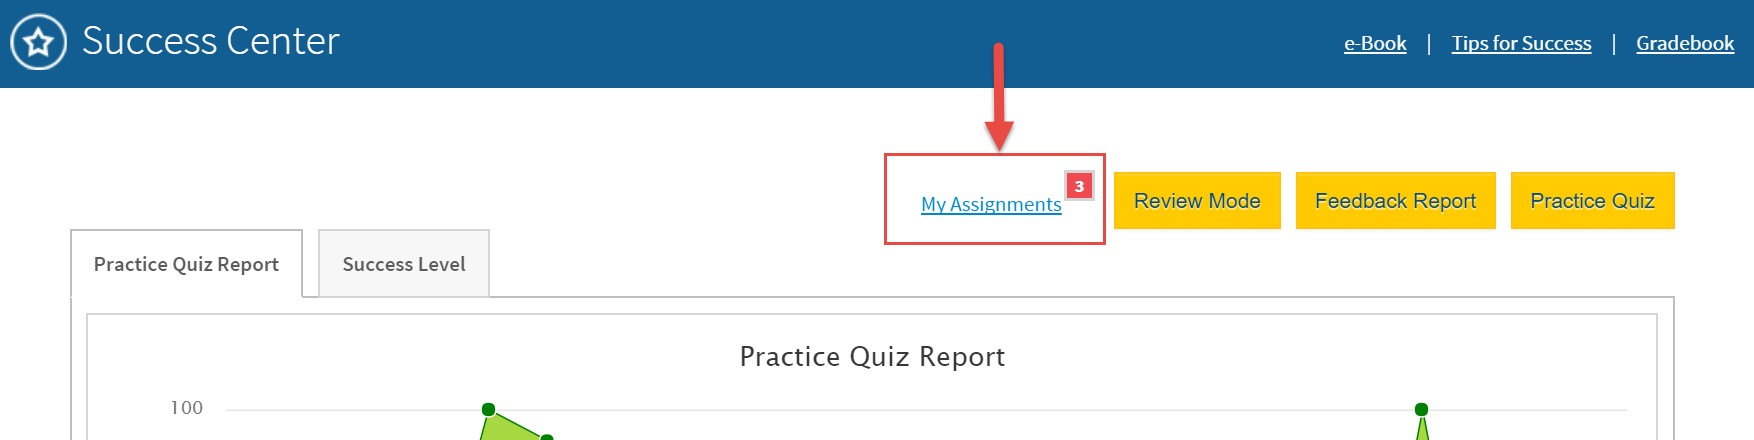 Success Center
e-Book | Tips for Success | Gradebook
My Assignments 3
Review Mode
Feedback Report
Practice Quiz
Practice Quiz Report
Success Level
Practice Quiz Report
100